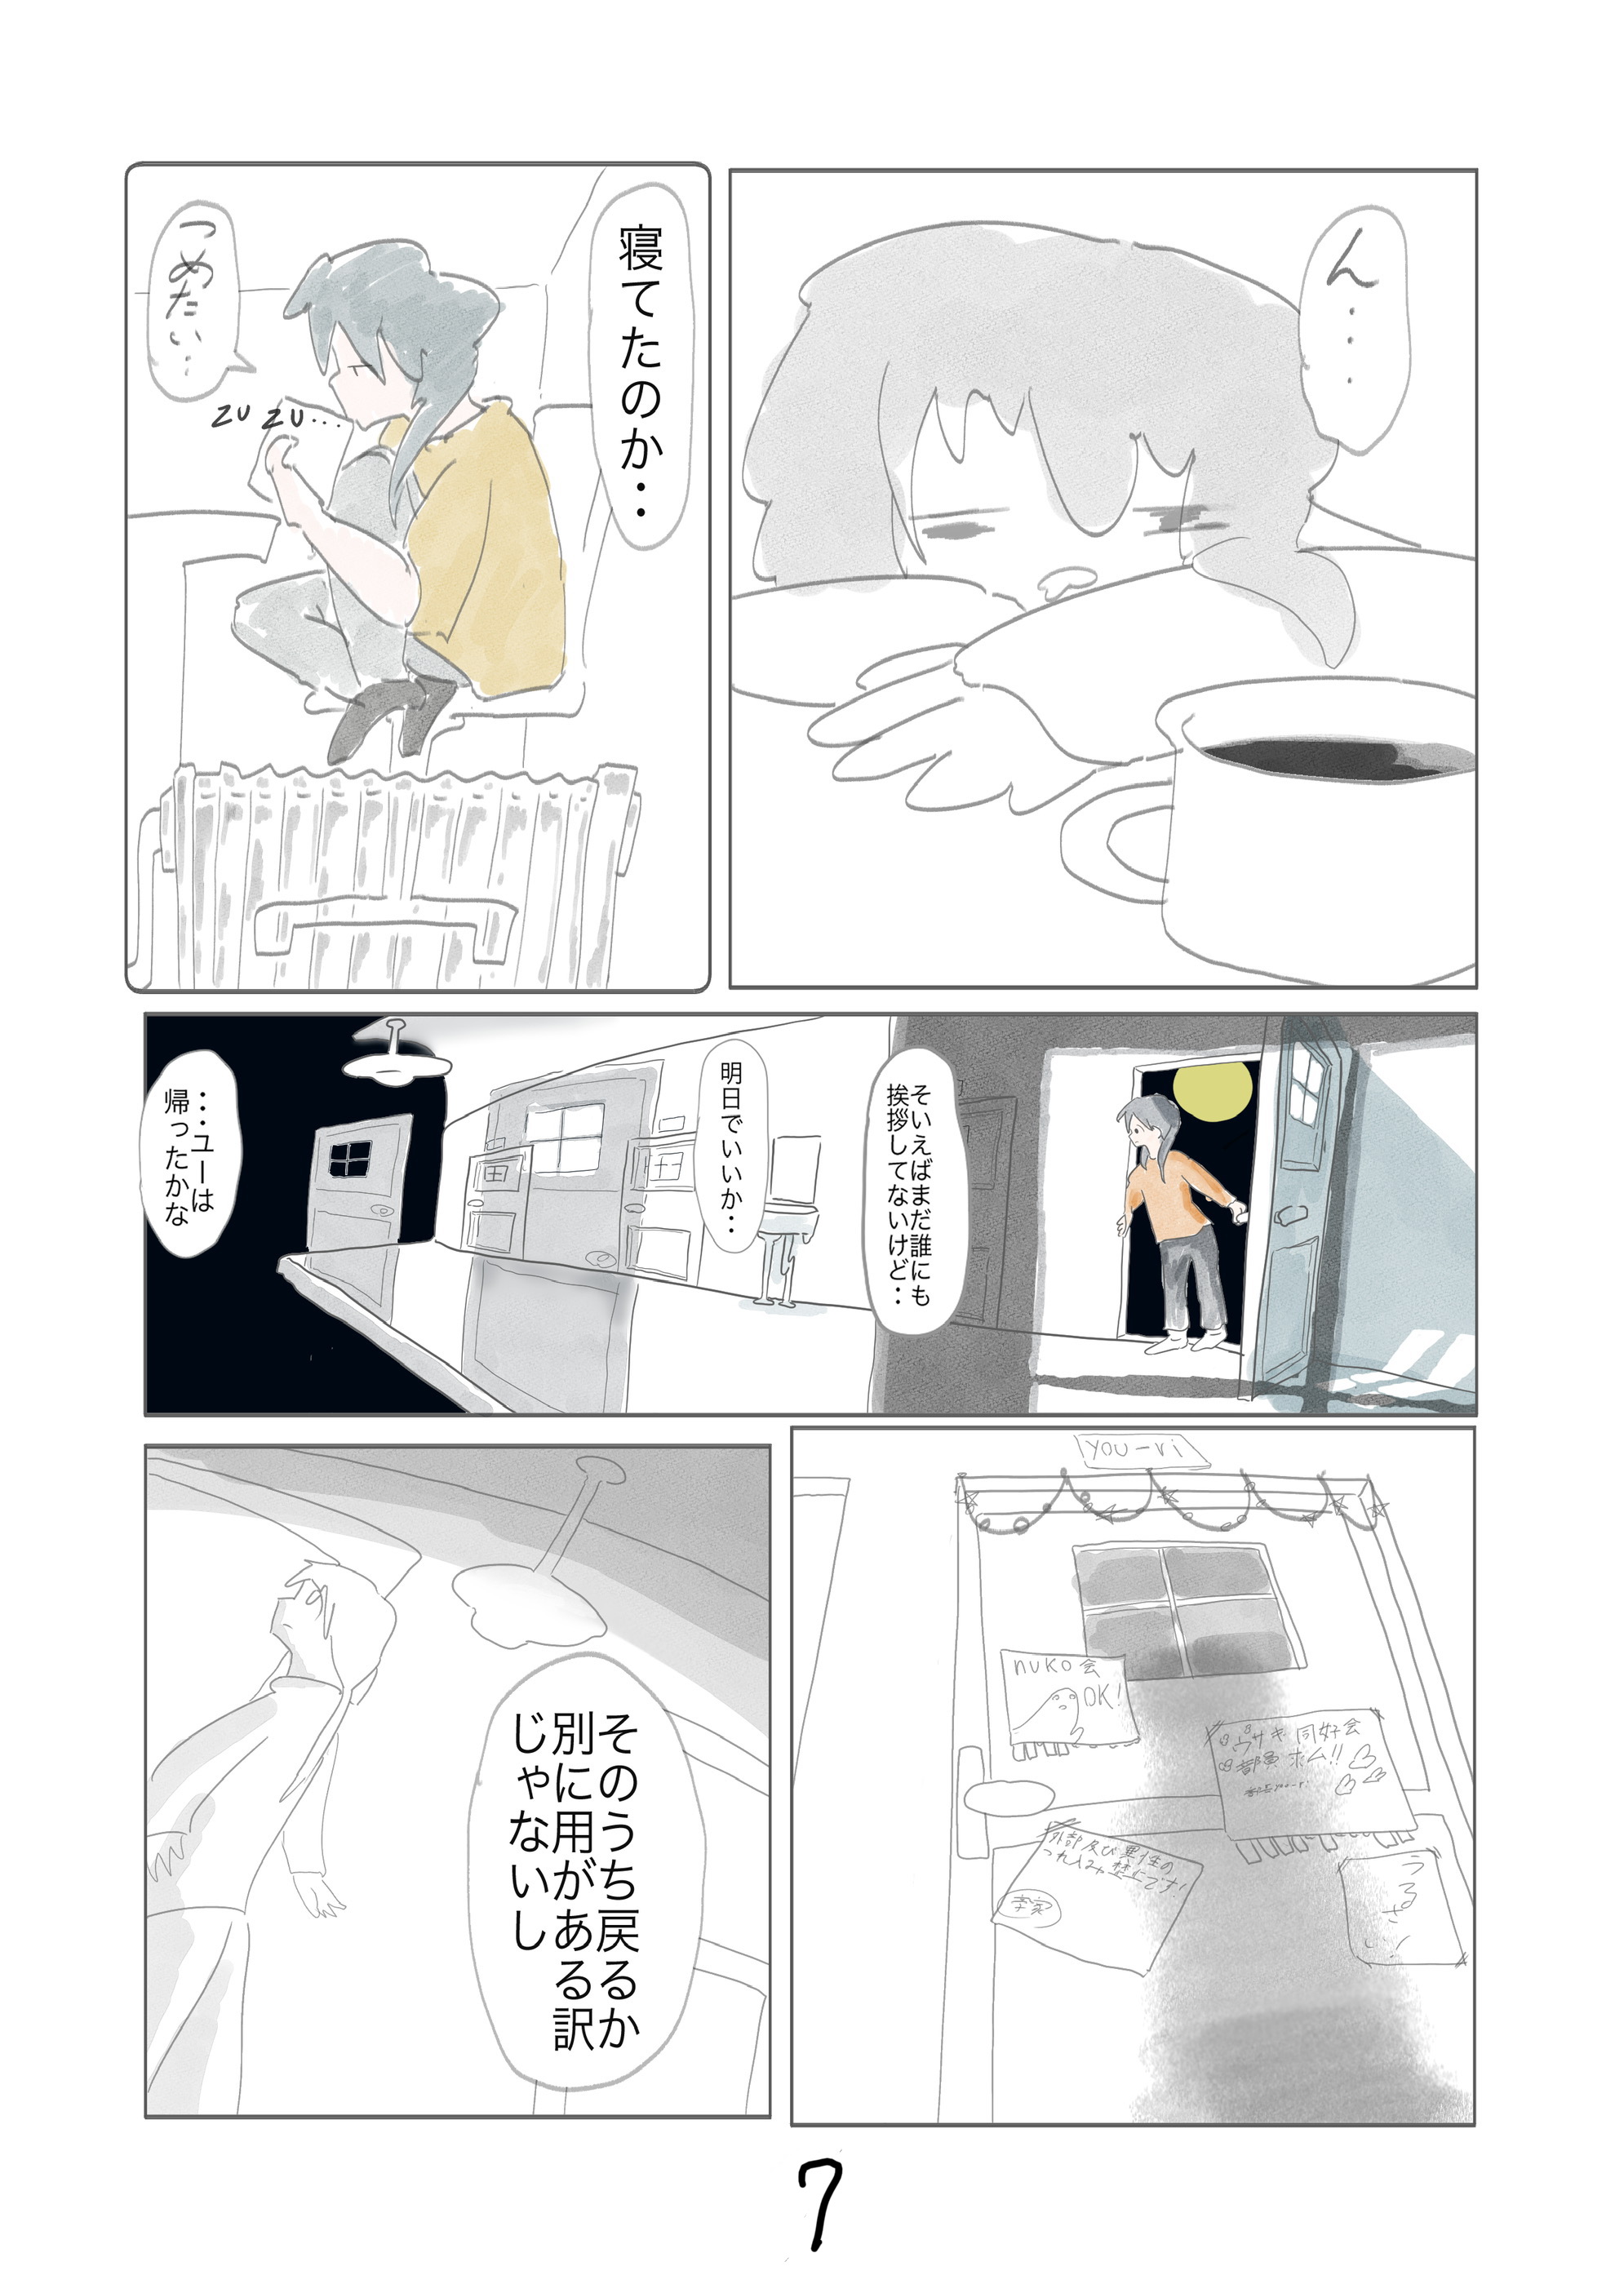 ん....
寝てたのか‥
つめたい‥
zu zu...
そいえばまだ誰にも
挨拶してないけど‥
明日でいいか‥
...ユーは
帰ったかな
you-ri
nuko会
OK!
ウサギ同好会
部員 ボム!!
外部及び異性の
つれ込み禁止です!
うるさい!
そのうち戻るか
別に用がある訳
じゃないし
7